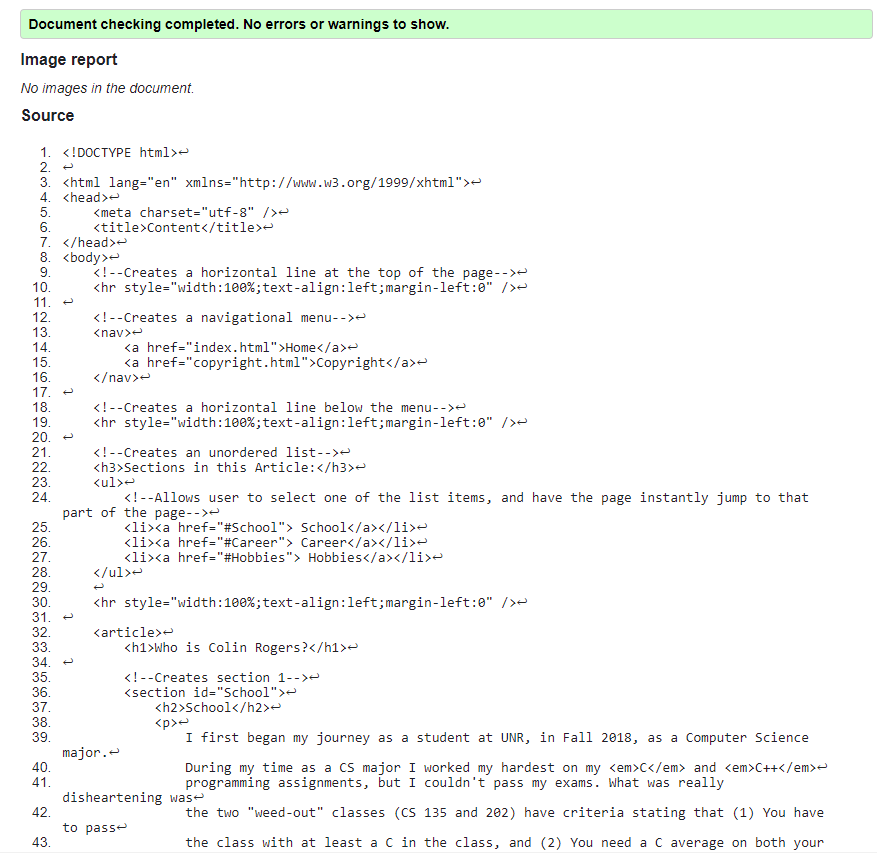 Document checking completed. No errors or warnings to show.
Image report
No images in the document.
Source
1. <!DOCTYPE html>↩
2. ↩
3. <html lang="en" xmlns="http://www.w3.org/1999/xhtml">↩
4. <head>↩
5.     <meta charset="utf-8" />↩
6.     <title>Content</title>↩
7. </head>↩
8. <body>↩
9.     <!--Creates a horizontal line at the top of the page-->↩
10.     <hr style="width:100%;text-align:left;margin-left:0" />↩
11. ↩
12.     <!--Creates a navigational menu-->↩
13.     <nav>↩
14.         <a href="index.html">Home</a>↩
15.         <a href="copyright.html">Copyright</a>↩
16.     </nav>↩
17. ↩
18.     <!--Creates a horizontal line below the menu-->↩
19.     <hr style="width:100%;text-align:left;margin-left:0" />↩
20. ↩
21.     <!--Creates an unordered list-->↩
22.     <h3>Sections in this Article:</h3>↩
23.     <ul>↩
24.         <!--Allows user to select one of the list items, and have the page instantly jump to that
part of the page-->↩
25.         <li><a href="#School"> School</a></li>↩
26.         <li><a href="#Career"> Career</a></li>↩
27.         <li><a href="#Hobbies"> Hobbies</a></li>↩
28.     </ul>↩
29.     ↩
30.     <hr style="width:100%;text-align:left;margin-left:0" />↩
31. ↩
32.     <article>↩
33.         <h1>Who is Colin Rogers?</h1>↩
34. ↩
35.         <!--Creates section 1-->↩
36.         <section id="School">↩
37.             <h2>School</h2>↩
38.             <p>↩
39.                 I first began my journey as a student at UNR, in Fall 2018, as a Computer Science
major.↩
40.                 During my time as a CS major I worked my hardest on my <em>C</em> and <em>C++</em>↩
41.                 programming assignments, but I couldn't pass my exams. What was really
disheartening was↩
42.                 the two "weed-out" classes (CS 135 and 202) have criteria stating that (1) You have
to pass↩
43.                 the class with at least a C in the class, and (2) You need a C average on both your